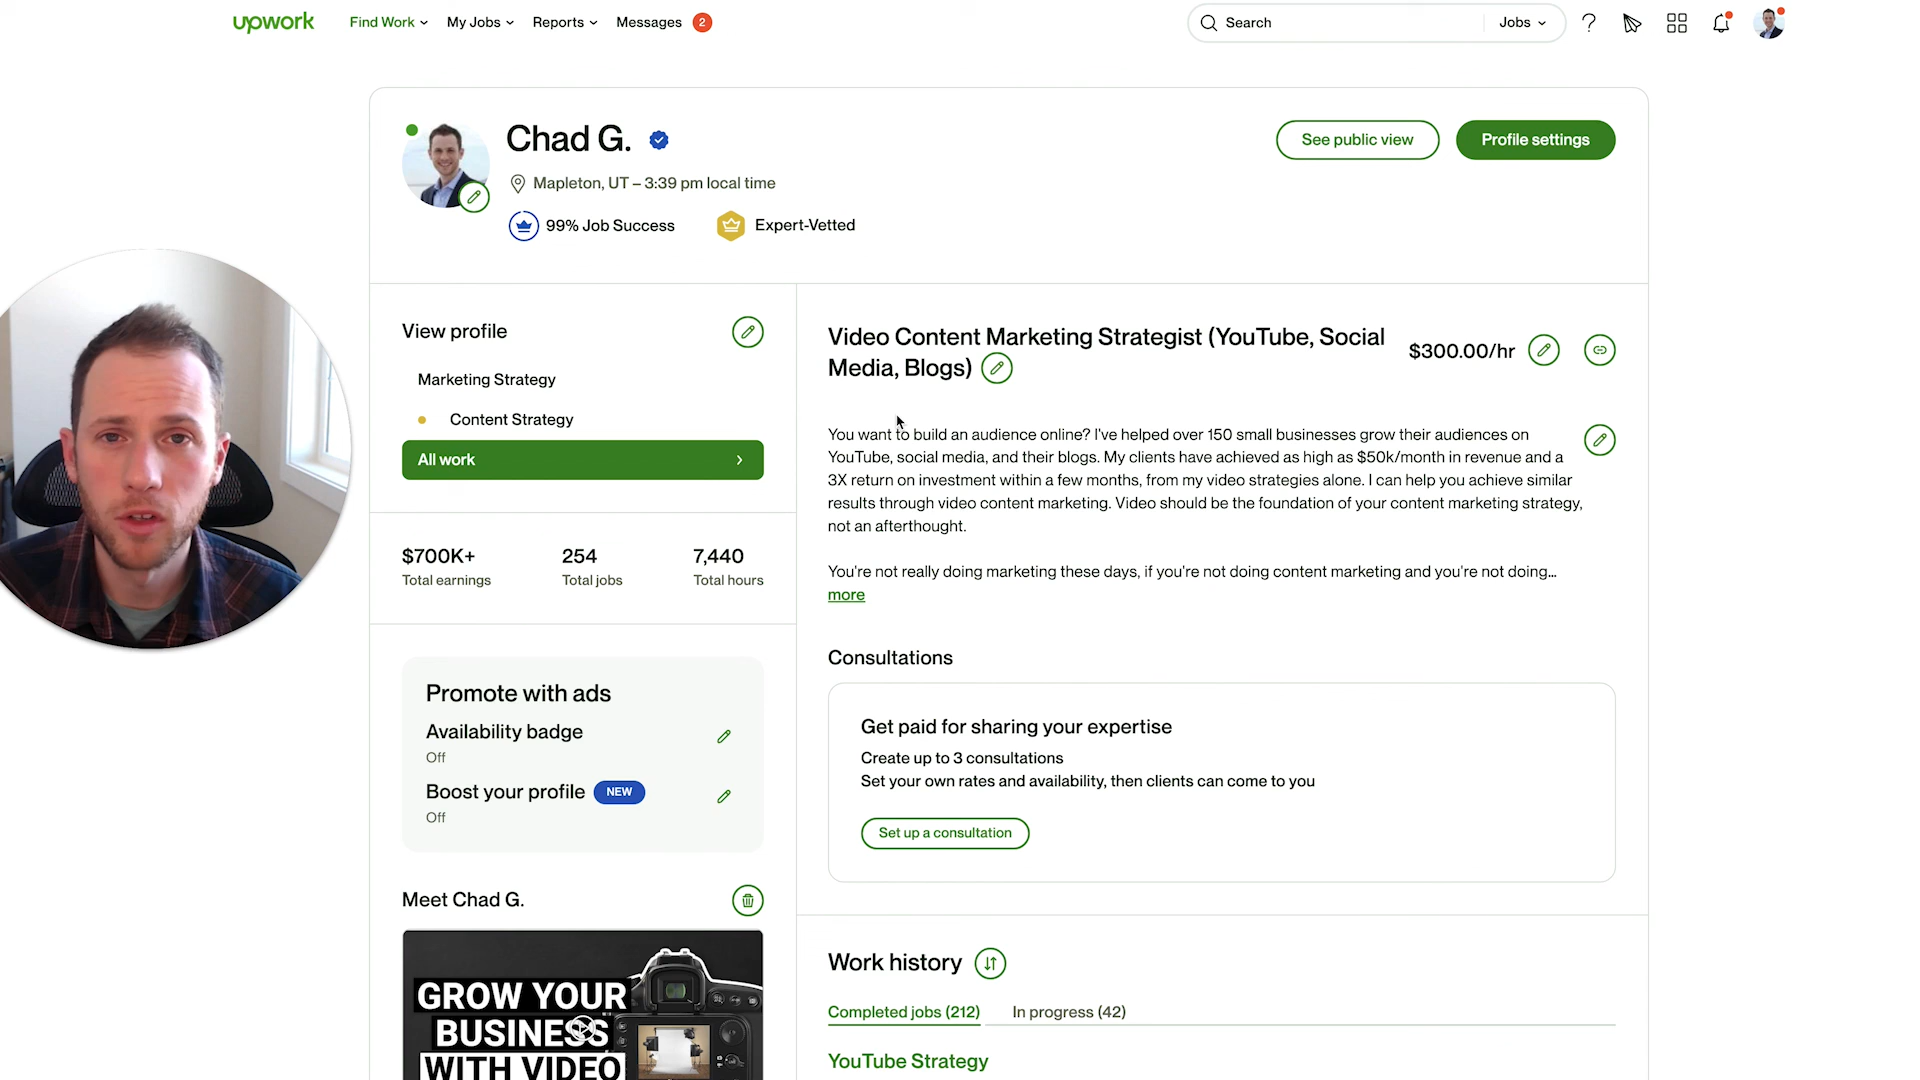 upwork
Find Work
My Jobs
Reports
Messages
2
Search
Jobs
Chad G.
Mapleton, UT – 3:39 pm local time
99% Job Success
Expert-Vetted
See public view
Profile settings
View profile
Marketing Strategy
Content Strategy
All work
$700K+
Total earnings
254
Total jobs
7,440
Total hours
Promote with ads
Availability badge
Off
Boost your profile
NEW
Off
Meet Chad G.
GROW YOUR
BUSINESS
WITH VIDEO
Video Content Marketing Strategist (YouTube, Social
Media, Blogs)
$300.00/hr
You want to build an audience online? I've helped over 150 small businesses grow their audiences on
YouTube, social media, and their blogs. My clients have achieved as high as $50k/month in revenue and a
3X return on investment within a few months, from my video strategies alone. I can help you achieve similar
results through video content marketing. Video should be the foundation of your content marketing strategy,
not an afterthought.
You're not really doing marketing these days, if you're not doing content marketing and you're not doing...
more
Consultations
Get paid for sharing your expertise
Create up to 3 consultations
Set your own rates and availability, then clients can come to you
Set up a consultation
Work history
Completed jobs (212)
In progress (42)
YouTube Strategy